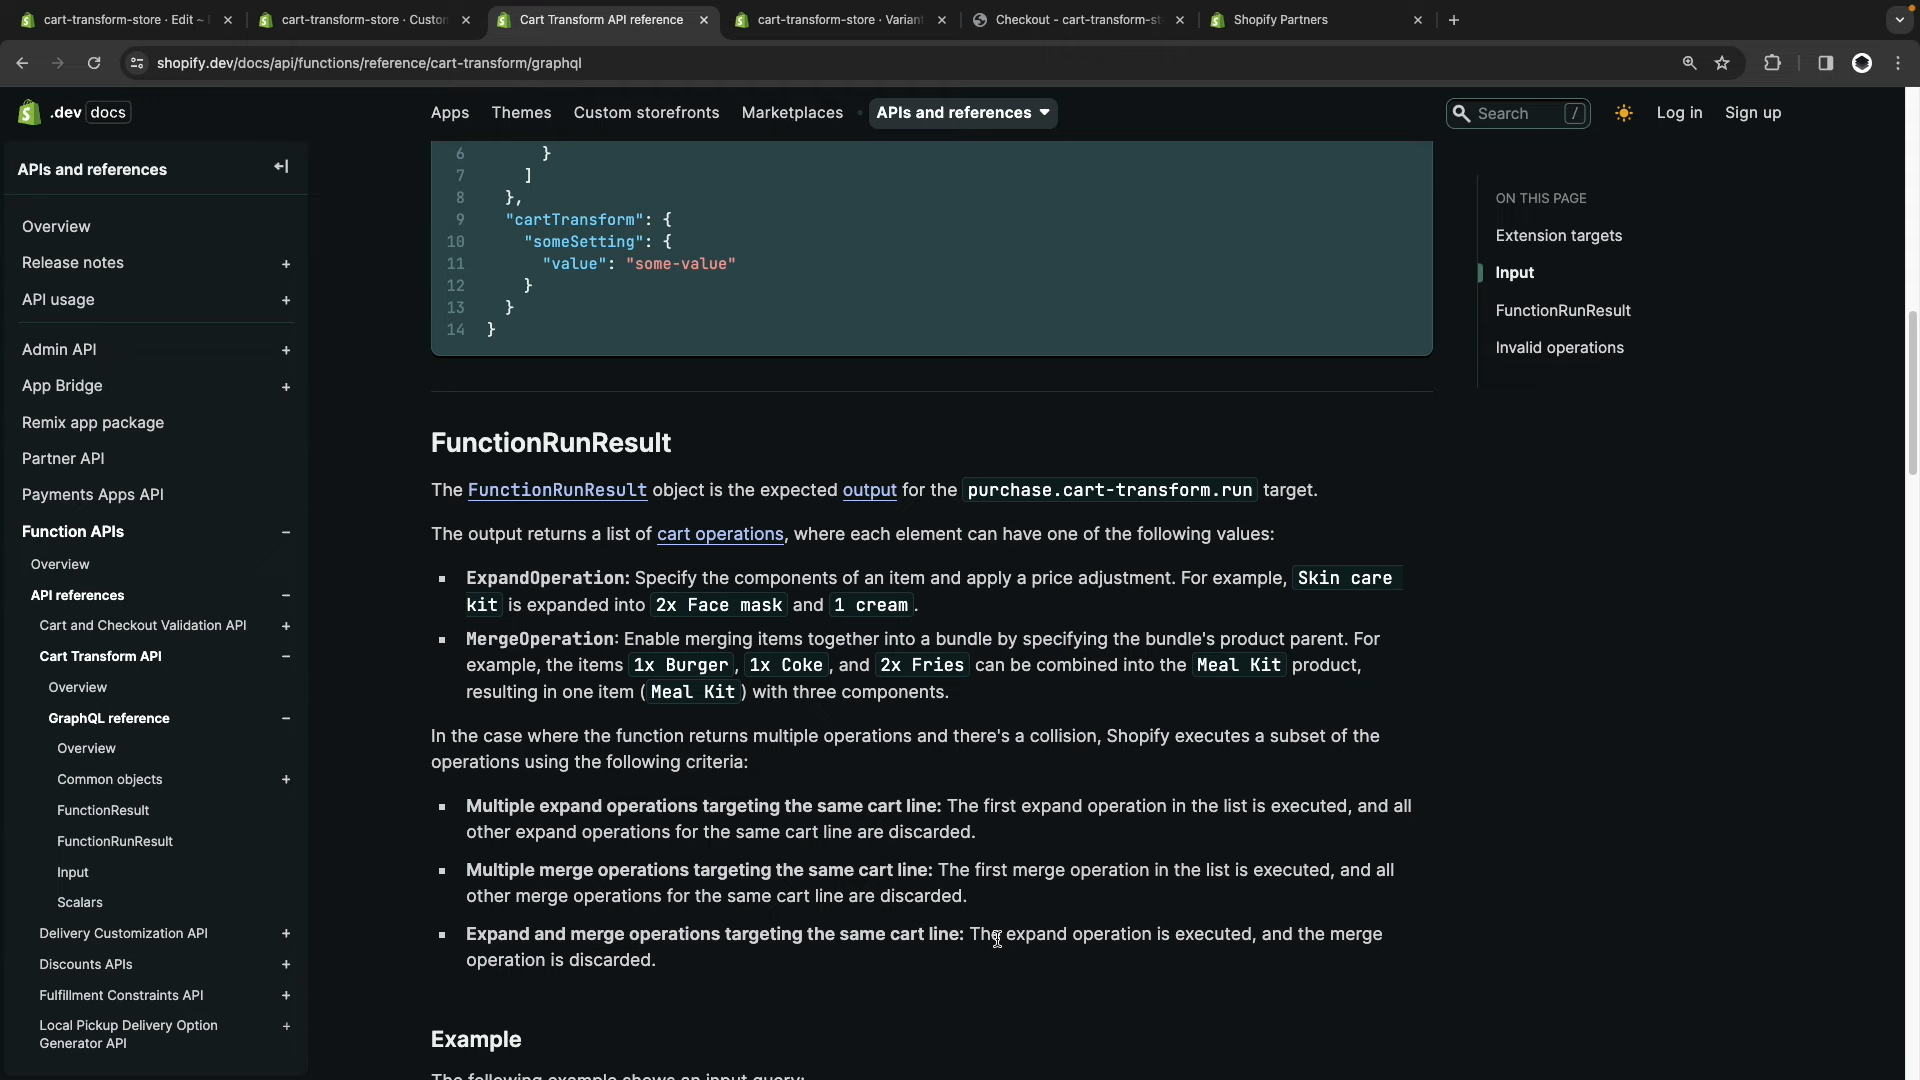 cart-transform-store · Edit ~
cart-transform-store · Custon
Cart Transform API reference
cart-transform-store · Varian
Checkout - cart-transform-st
Shopify Partners
shopify.dev/docs/api/functions/reference/cart-transform/graphql
.dev docs
Apps
Themes
Custom storefronts
Marketplaces
APIs and references
Search /
Log in
Sign up
APIs and references
Overview
Release notes +
API usage +
Admin API +
App Bridge +
Remix app package
Partner API
Payments Apps API
Function APIs −
Overview
API references −
Cart and Checkout Validation API +
Cart Transform API −
Overview
GraphQL reference −
Overview
Common objects +
FunctionResult
FunctionRunResult
Input
Scalars
Delivery Customization API +
Discounts APIs +
Fulfillment Constraints API +
Local Pickup Delivery Option +
Generator API
6 }
7 ]
8 },
9 "cartTransform": {
10 "someSetting": {
11 "value": "some-value"
12 }
13 }
14 }
FunctionRunResult
The FunctionRunResult object is the expected output for the purchase.cart-transform.run target.
The output returns a list of cart operations, where each element can have one of the following values:
▪ ExpandOperation: Specify the components of an item and apply a price adjustment. For example, Skin care
kit is expanded into 2x Face mask and 1 cream.
▪ MergeOperation: Enable merging items together into a bundle by specifying the bundle's product parent. For
example, the items 1x Burger, 1x Coke, and 2x Fries can be combined into the Meal Kit product,
resulting in one item (Meal Kit) with three components.
In the case where the function returns multiple operations and there's a collision, Shopify executes a subset of the
operations using the following criteria:
▪ Multiple expand operations targeting the same cart line: The first expand operation in the list is executed, and all
other expand operations for the same cart line are discarded.
▪ Multiple merge operations targeting the same cart line: The first merge operation in the list is executed, and all
other merge operations for the same cart line are discarded.
▪ Expand and merge operations targeting the same cart line: The expand operation is executed, and the merge
operation is discarded.
Example
The following example shows an input query:
ON THIS PAGE
Extension targets
Input
FunctionRunResult
Invalid operations